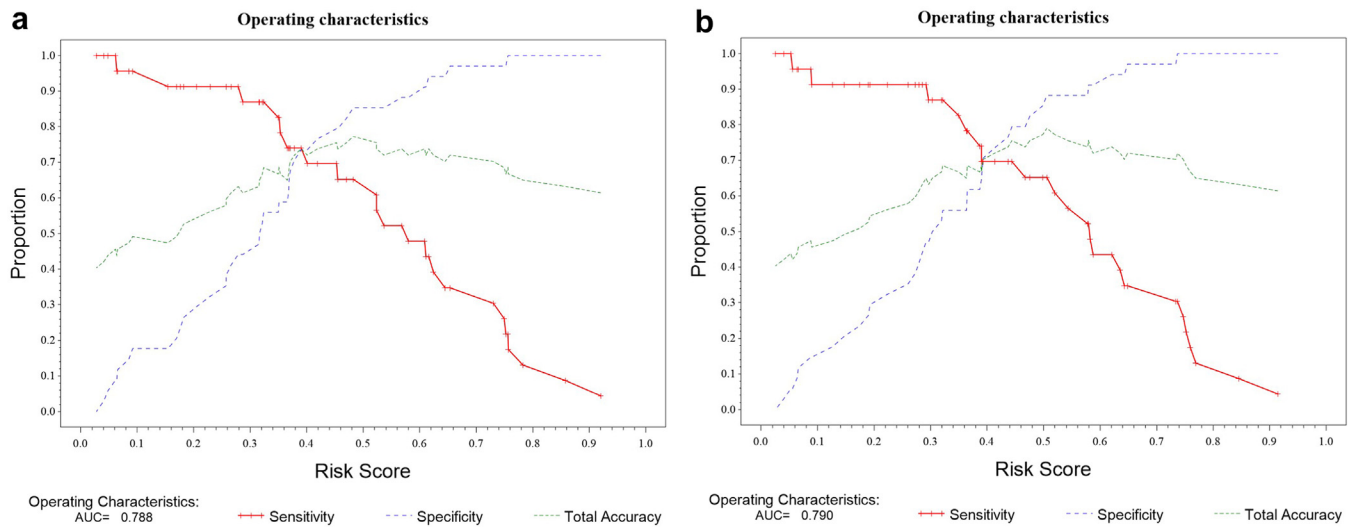 a
Operating characteristics
1.0
0.9
0.8
0.7
0.6
0.5
0.4
0.3
0.2
0.1
0.0
Proportion
0.0 0.1 0.2 0.3 0.4 0.5 0.6 0.7 0.8 0.9 1.0
Risk Score
Operating Characteristics:
AUC= 0.788
Sensitivity
Specificity
Total Accuracy
b
Operating characteristics
1.0
0.9
0.8
0.7
0.6
0.5
0.4
0.3
0.2
0.1
0.0
Proportion
0.0 0.1 0.2 0.3 0.4 0.5 0.6 0.7 0.8 0.9 1.0
Risk Score
Operating Characteristics:
AUC= 0.790
Sensitivity
Specificity
Total Accuracy